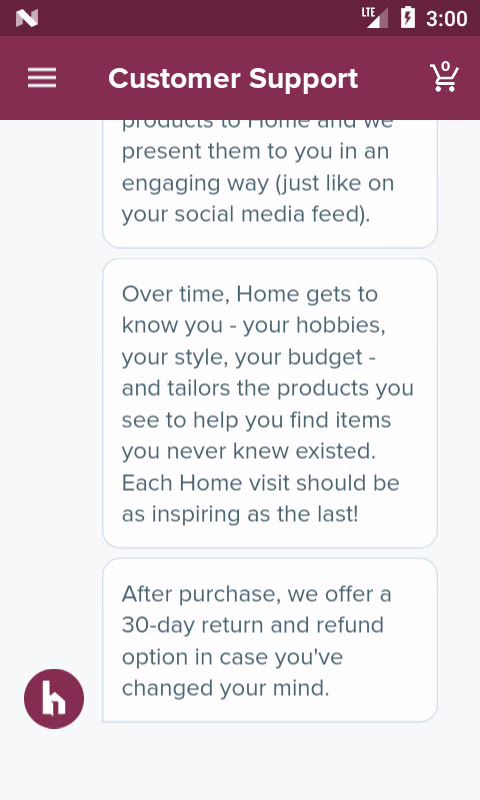 LTE
3:00
Customer Support
0
products to Home and we
present them to you in an
engaging way (just like on
your social media feed).
Over time, Home gets to
know you - your hobbies,
your style, your budget -
and tailors the products you
see to help you find items
you never knew existed.
Each Home visit should be
as inspiring as the last!
After purchase, we offer a
30-day return and refund
option in case you've
changed your mind.
h